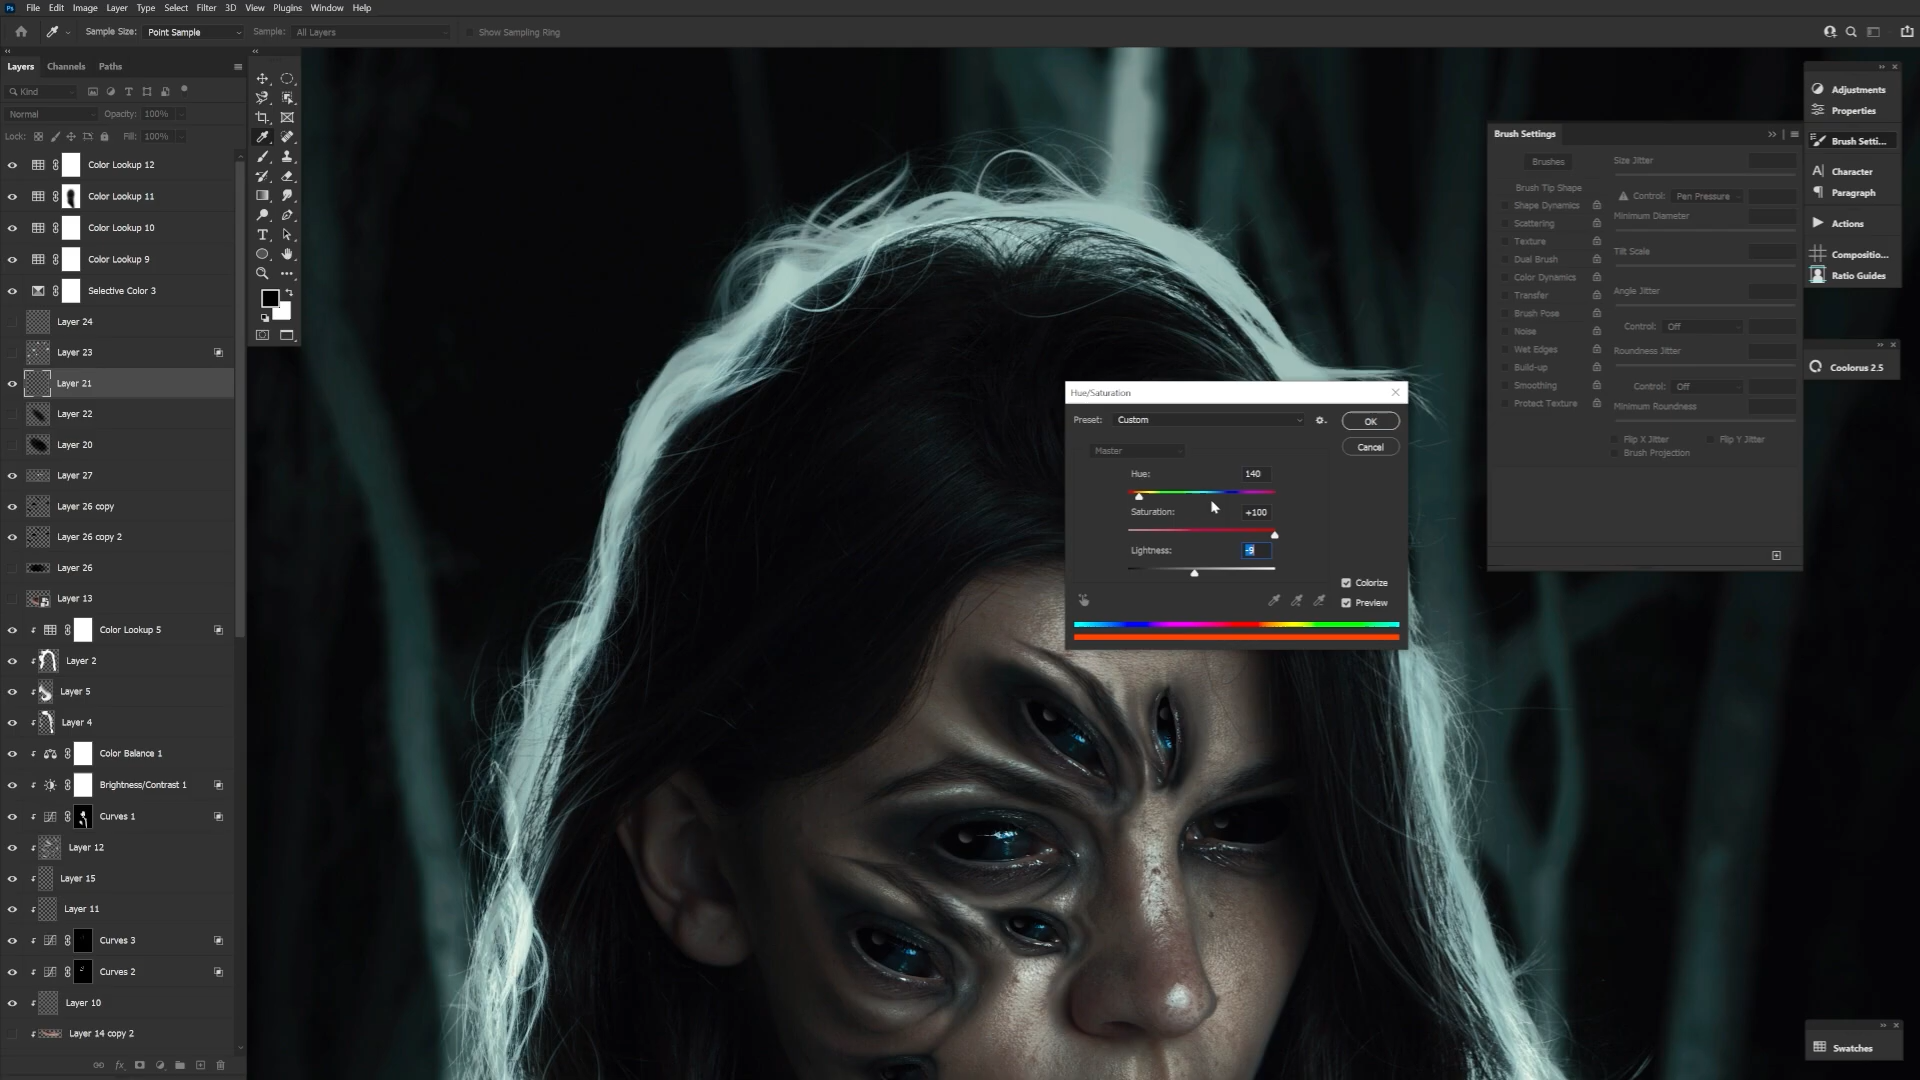 Ps File Edit Image Layer Type Select Filter 3D View Plugins Window Help
Sample Size: Point Sample Sample: All Layers Show Sampling Ring
Layers Channels Paths
Kind
Normal Opacity: 100%
Lock: Fill: 100%
Color Lookup 12
Color Lookup 11
Color Lookup 10
Color Lookup 9
Selective Color 3
Layer 24
Layer 23
Layer 21
Layer 22
Layer 20
Layer 27
Layer 26 copy
Layer 26 copy 2
Layer 26
Layer 13
Color Lookup 5
Layer 2
Layer 5
Layer 4
Color Balance 1
Brightness/Contrast 1
Curves 1
Layer 12
Layer 15
Layer 11
Curves 3
Curves 2
Layer 10
Layer 14 copy 2
fx
Hue/Saturation
Preset: Custom
OK
Cancel
Master
Hue: 140
Saturation: +100
Lightness: -9
Colorize
Preview
Brush Settings
Brushes
Brush Tip Shape
Shape Dynamics
Scattering
Texture
Dual Brush
Color Dynamics
Transfer
Brush Pose
Noise
Wet Edges
Build-up
Smoothing
Protect Texture
Size Jitter
Control: Pen Pressure
Minimum Diameter
Tilt Scale
Angle Jitter
Control: Off
Roundness Jitter
Control: Off
Minimum Roundness
Flip X Jitter Flip Y Jitter
Brush Projection
Adjustments
Properties
Brush Setti...
Character
Paragraph
Actions
Compositio...
Ratio Guides
Coolorus 2.5
Swatches